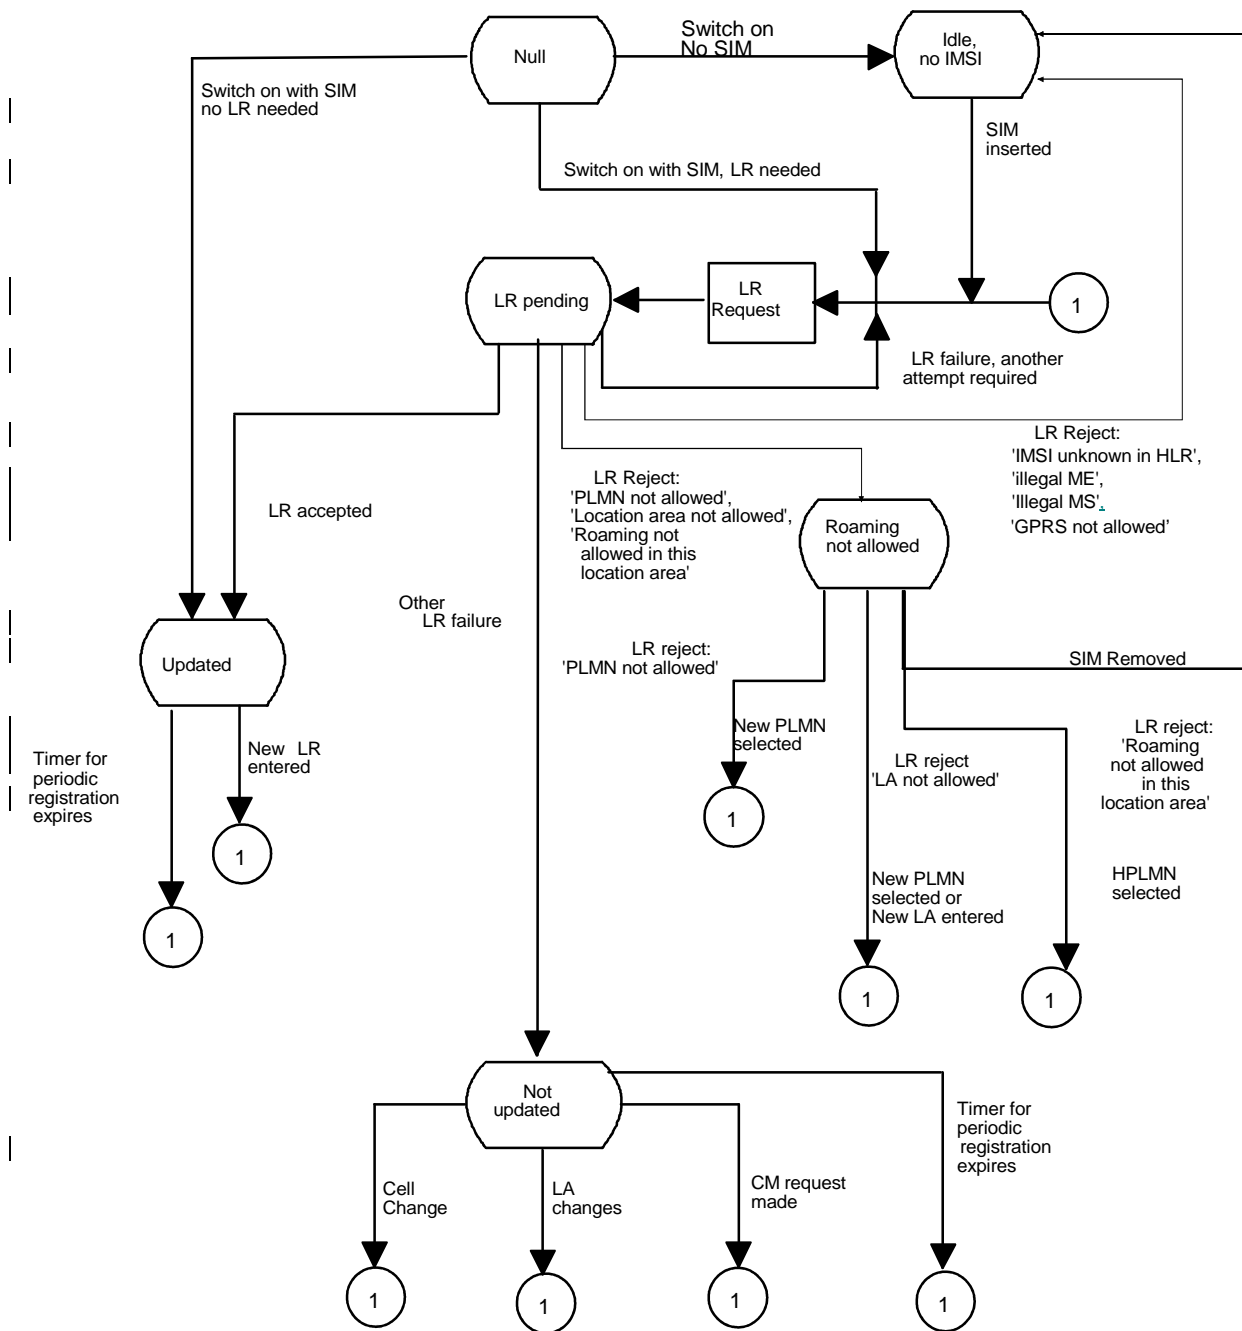 Switch on
No SIM
Idle,
no IMSI
Null
Switch on with SIM
no LR needed
SIM
inserted
Switch on with SIM, LR needed
LR pending
LR
Request
1
LR failure, another
attempt required
LR Reject:
'IMSI unknown in HLR',
'illegal ME',
'Illegal MS',
'GPRS not allowed’
LR Reject:
'PLMN not allowed',
'Location area not allowed',
'Roaming not
allowed in this
location area'
LR accepted
Roaming
not allowed
Other
LR failure
Updated
LR reject:
'PLMN not allowed'
SIM Removed
New PLMN
selected
LR reject
'LA not allowed'
LR reject:
'Roaming
not allowed
in this
location area'
Timer for
periodic
registration
expires
New LR
entered
1
1
1
New PLMN
selected or
New LA entered
HPLMN
selected
1
1
Not
updated
Timer for
periodic
registration
expires
Cell
Change
LA
changes
CM request
made
1
1
1
1